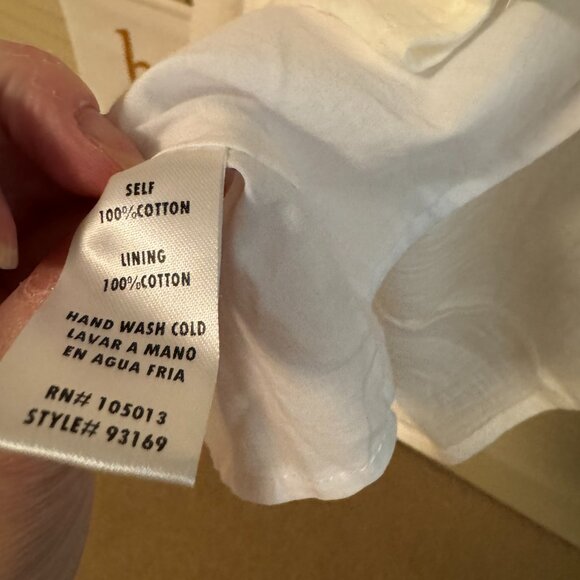 SELF
100%COTTON
LINING
100%COTTON
HAND WASH COLD
LAVAR A MANO
EN AGUA FRIA
RN# 105013
STYLE# 93169